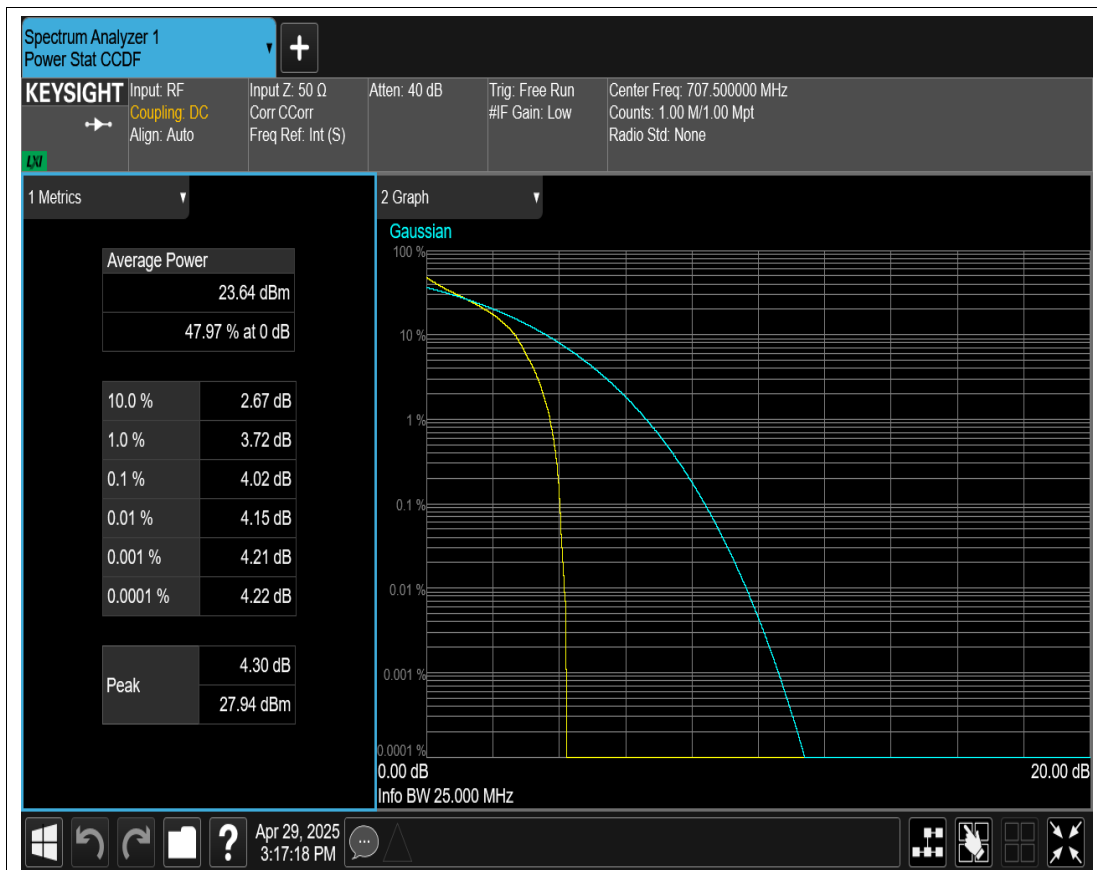 Spectrum Analyzer 1
Power Stat CCDF
+
KEYSIGHT
LXI
Input: RF
Coupling: DC
Align: Auto
Input Z: 50 Ω
Corr CCorr
Freq Ref: Int (S)
Atten: 40 dB
Trig: Free Run
#IF Gain: Low
Center Freq: 707.500000 MHz
Counts: 1.00 M/1.00 Mpt
Radio Std: None
1 Metrics
Average Power
23.64 dBm
47.97 % at 0 dB
10.0 % 2.67 dB
1.0 % 3.72 dB
0.1 % 4.02 dB
0.01 % 4.15 dB
0.001 % 4.21 dB
0.0001 % 4.22 dB
Peak
4.30 dB
27.94 dBm
2 Graph
Gaussian
100 %
10 %
1 %
0.1 %
0.01 %
0.001 %
0.0001 %
0.00 dB 20.00 dB
Info BW 25.000 MHz
?
Apr 29, 2025
3:17:18 PM